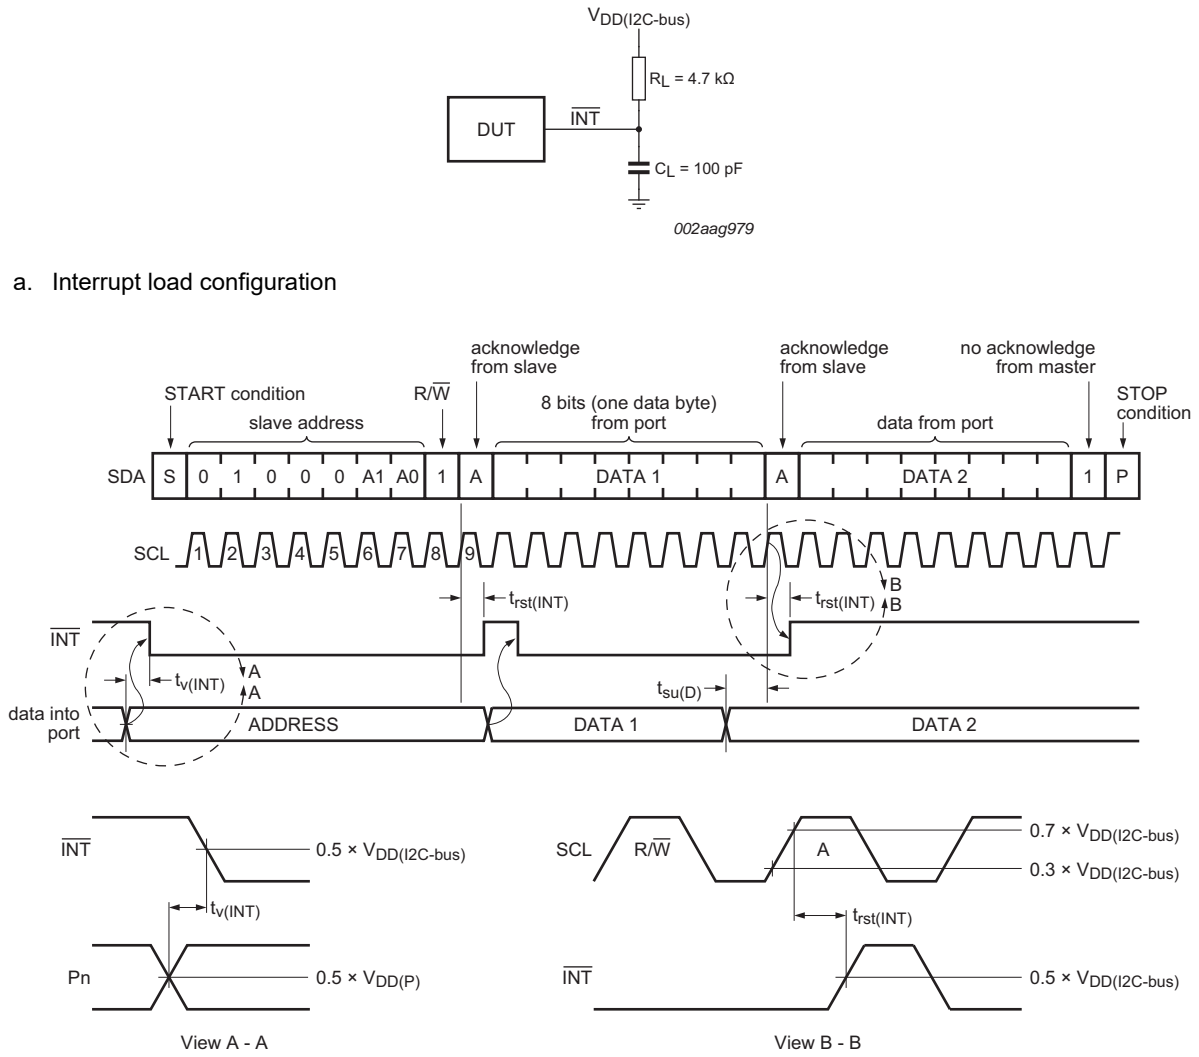 VDD(I2C-bus)
RL = 4.7 kΩ
DUT
INT
CL = 100 pF
002aag979
a. Interrupt load configuration
acknowledge
from slave
acknowledge
from slave
no acknowledge
from master
START condition
R/W
8 bits (one data byte)
from port
STOP
condition
slave address
data from port
SDA S 0 1 0 0 0 A1 A0 1 A DATA 1 A DATA 2 1 P
SCL 1 2 3 4 5 6 7 8 9
B
B
trst(INT)
trst(INT)
INT
A
A
tv(INT)
tsu(D)
data into
port
ADDRESS
DATA 1
DATA 2
INT
0.5 × VDD(I2C-bus)
tv(INT)
Pn
0.5 × VDD(P)
View A - A
SCL
R/W
A
0.7 × VDD(I2C-bus)
0.3 × VDD(I2C-bus)
trst(INT)
INT
0.5 × VDD(I2C-bus)
View B - B